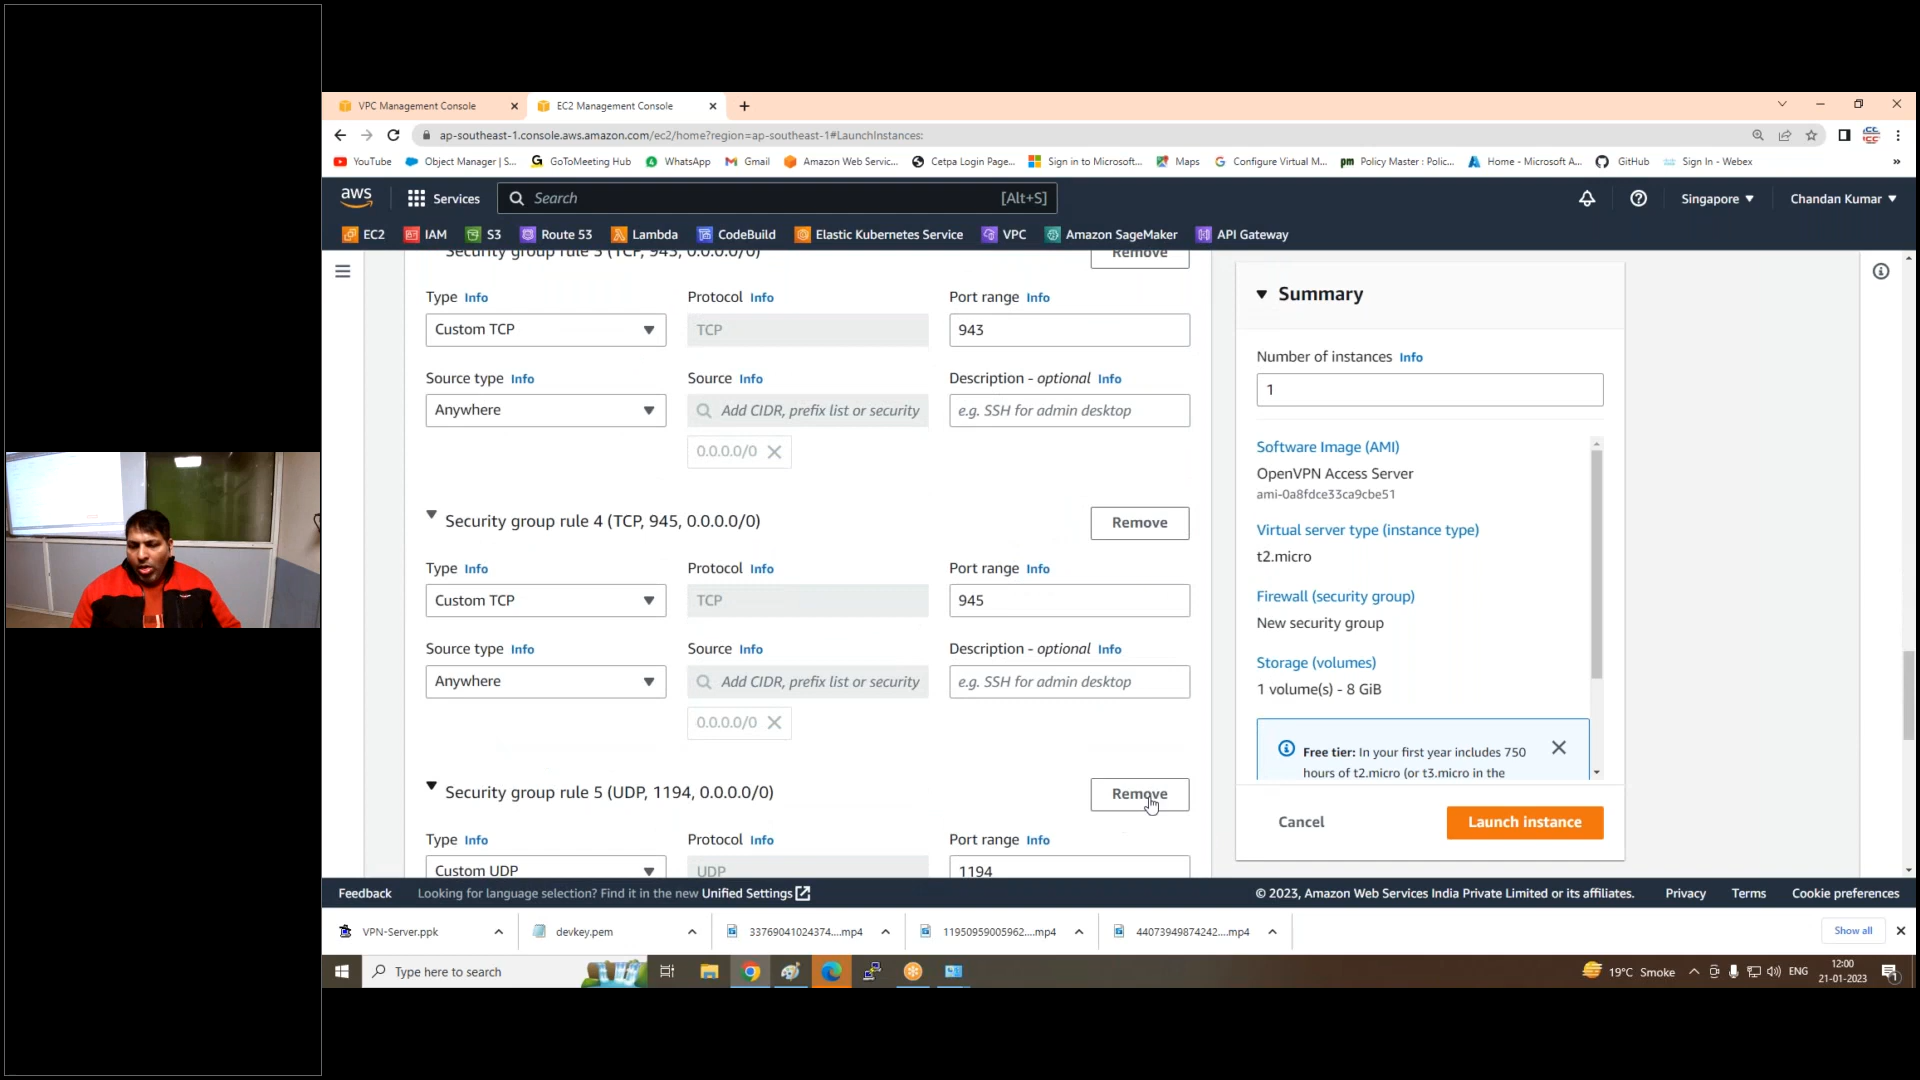 VPC Management Console
EC2 Management Console
ap-southeast-1.console.aws.amazon.com/ec2/home?region=ap-southeast-1#LaunchInstances:
YouTube
Object Manager | S...
GoToMeeting Hub
WhatsApp
Gmail
Amazon Web Servic...
Cetpa Login Page...
Sign in to Microsoft...
Maps
Configure Virtual M...
pm Policy Master : Polic...
Home - Microsoft A...
GitHub
Sign In - Webex
»
aws
Services
Search
[Alt+S]
Singapore
Chandan Kumar
EC2
IAM
S3
Route 53
Lambda
CodeBuild
Elastic Kubernetes Service
VPC
Amazon SageMaker
API Gateway
Security group rule 3 (TCP, 943, 0.0.0.0/0)
Remove
Type Info
Protocol Info
Port range Info
Custom TCP
TCP
943
Source type Info
Source Info
Description - optional Info
Anywhere
Add CIDR, prefix list or security
e.g. SSH for admin desktop
0.0.0.0/0
Security group rule 4 (TCP, 945, 0.0.0.0/0)
Remove
Type Info
Protocol Info
Port range Info
Custom TCP
TCP
945
Source type Info
Source Info
Description - optional Info
Anywhere
Add CIDR, prefix list or security
e.g. SSH for admin desktop
0.0.0.0/0
Security group rule 5 (UDP, 1194, 0.0.0.0/0)
Remove
Type Info
Protocol Info
Port range Info
Custom UDP
UDP
1194
Summary
Number of instances Info
1
Software Image (AMI)
OpenVPN Access Server
ami-0a8fdce33ca9cbe51
Virtual server type (instance type)
t2.micro
Firewall (security group)
New security group
Storage (volumes)
1 volume(s) - 8 GiB
Free tier: In your first year includes 750
hours of t2.micro (or t3.micro in the
Cancel
Launch instance
Feedback
Looking for language selection? Find it in the new Unified Settings
© 2023, Amazon Web Services India Private Limited or its affiliates.
Privacy
Terms
Cookie preferences
VPN-Server.ppk
devkey.pem
33769041024374....mp4
11950959005962....mp4
44073949874242....mp4
Show all
Type here to search
19°C Smoke
ENG
12:00
21-01-2023
1